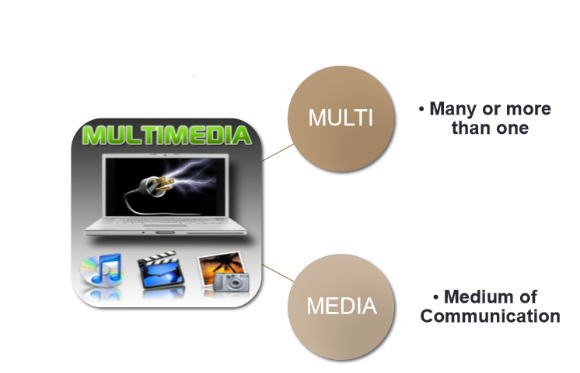 MULTIMEDIA
MULTI
• Many or more
than one
MEDIA
• Medium of
Communication